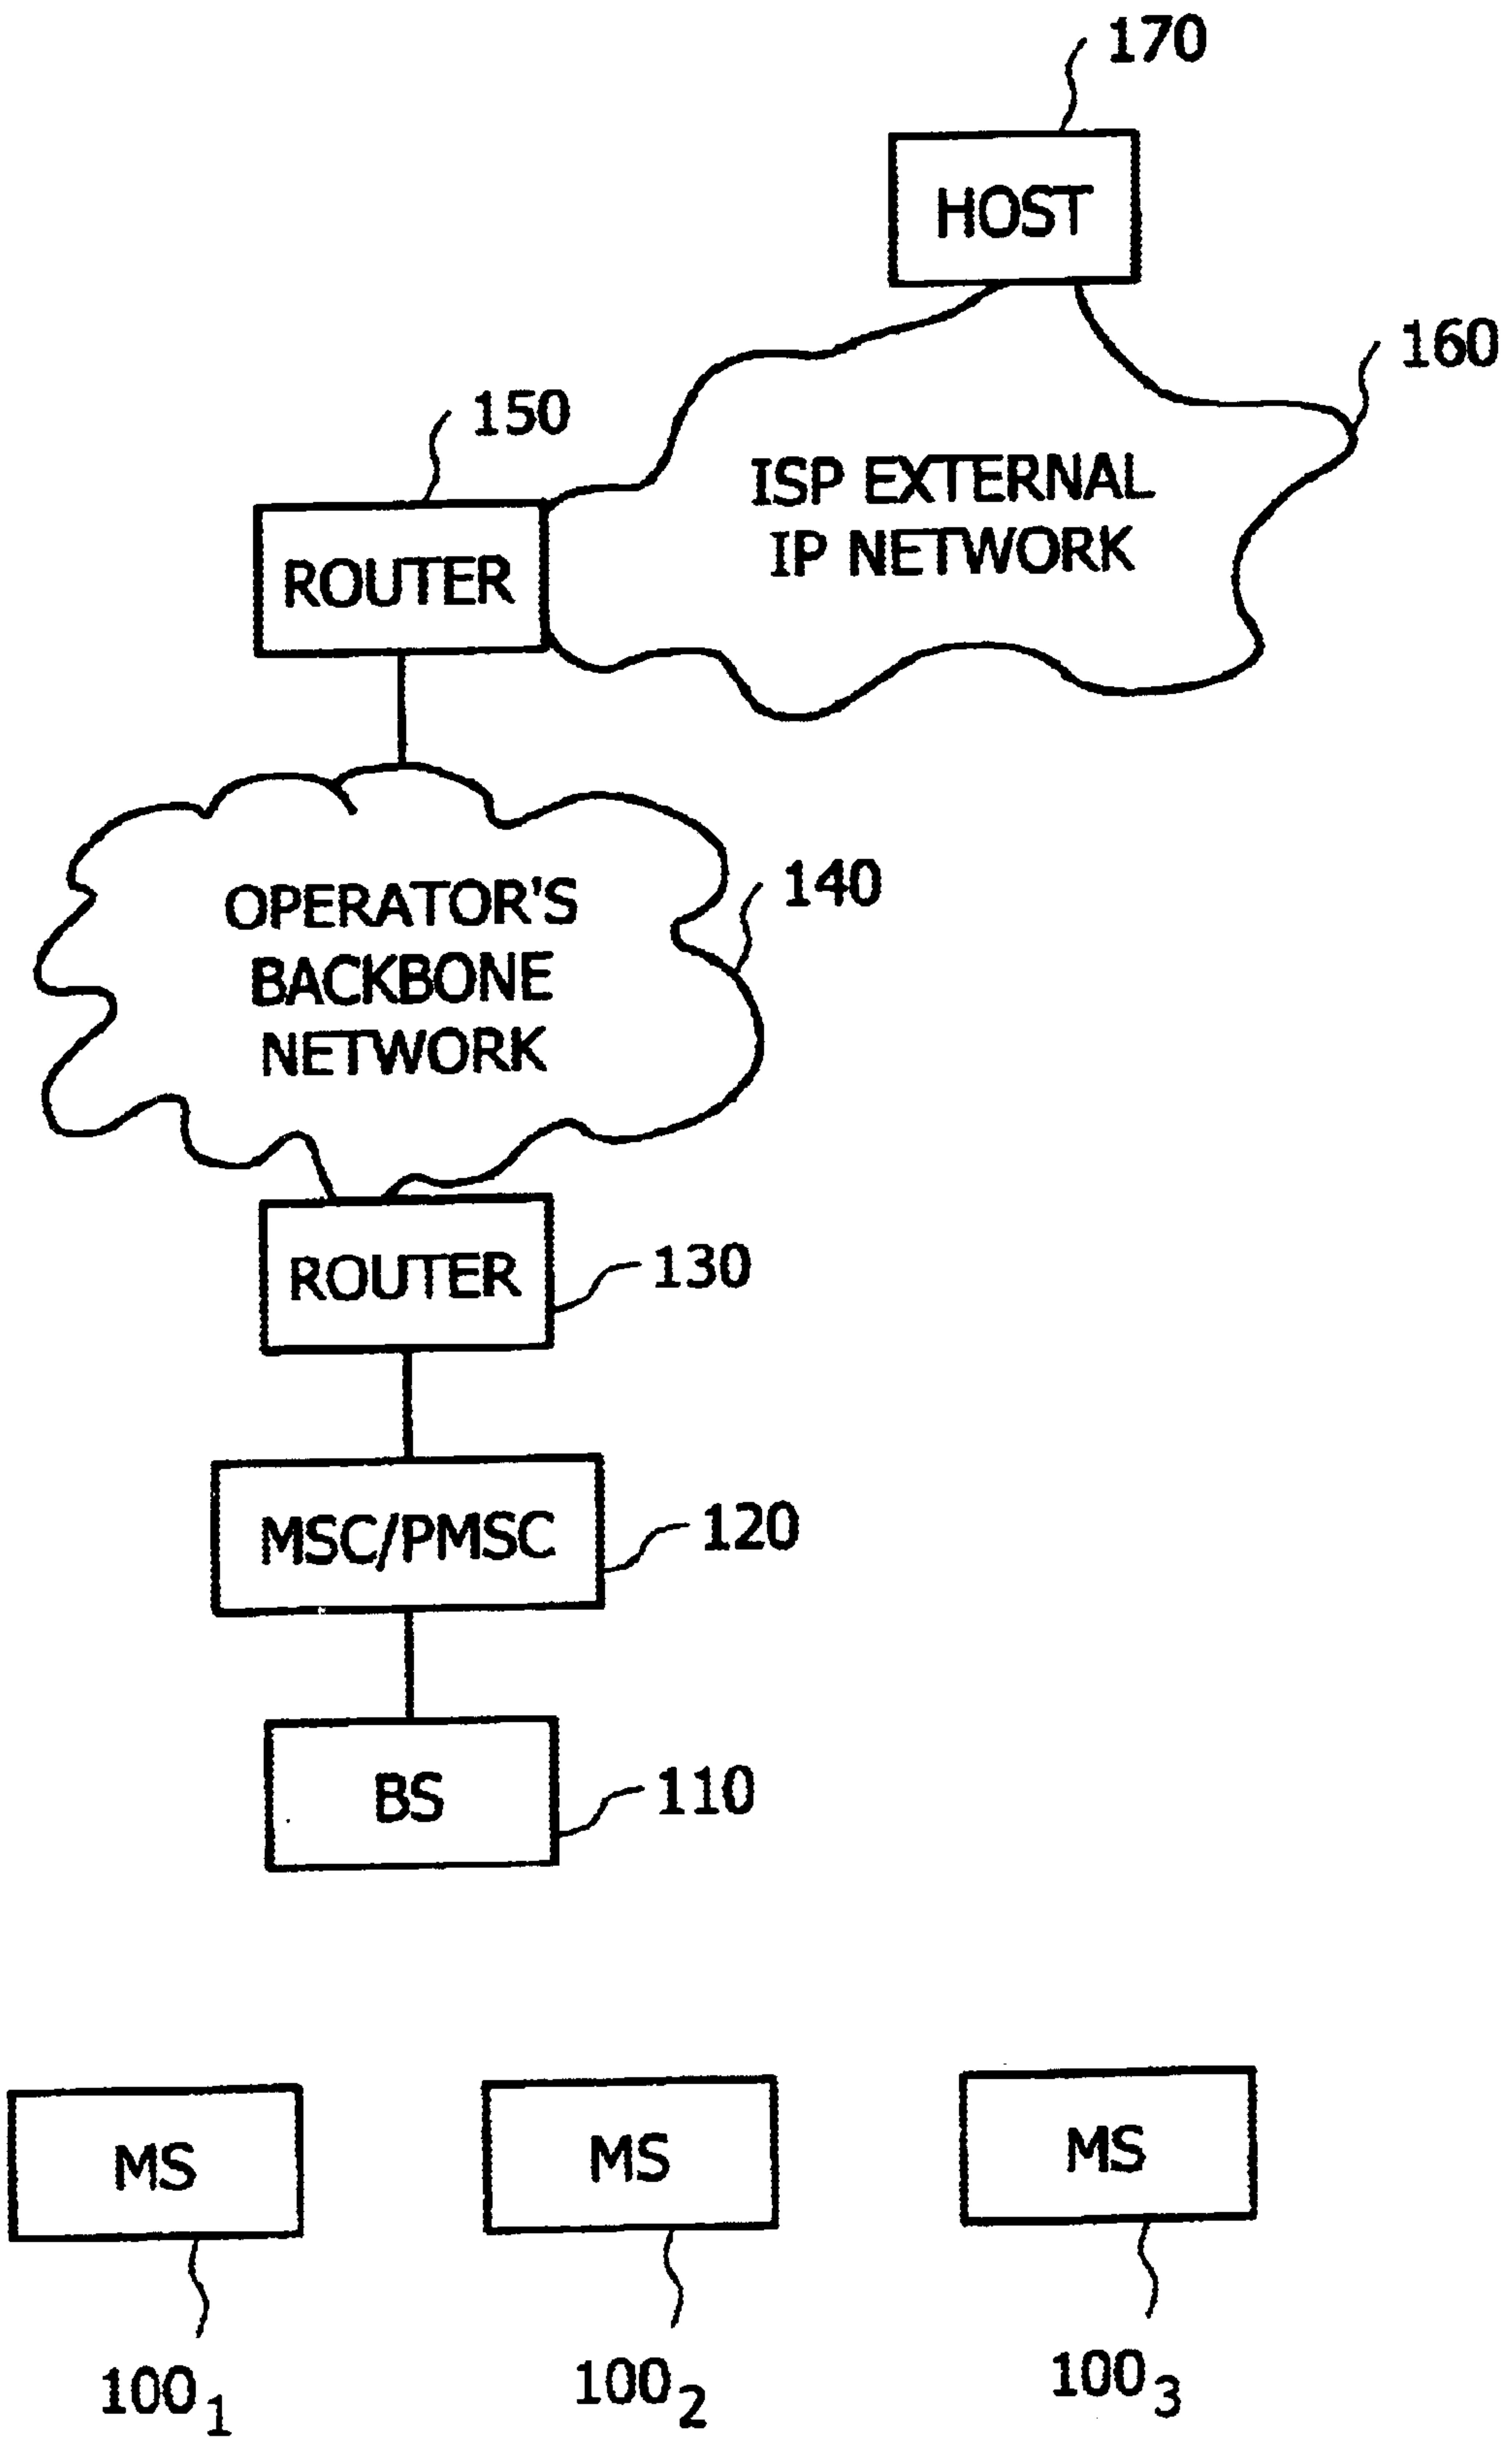 170
HOST
160
150
ISP EXTERNAL
IP NETWORK
ROUTER
140
OPERATOR'S
BACKBONE
NETWORK
ROUTER
130
MSC/PMSC
120
BS
110
MS
MS
MS
100₁
100₂
100₃